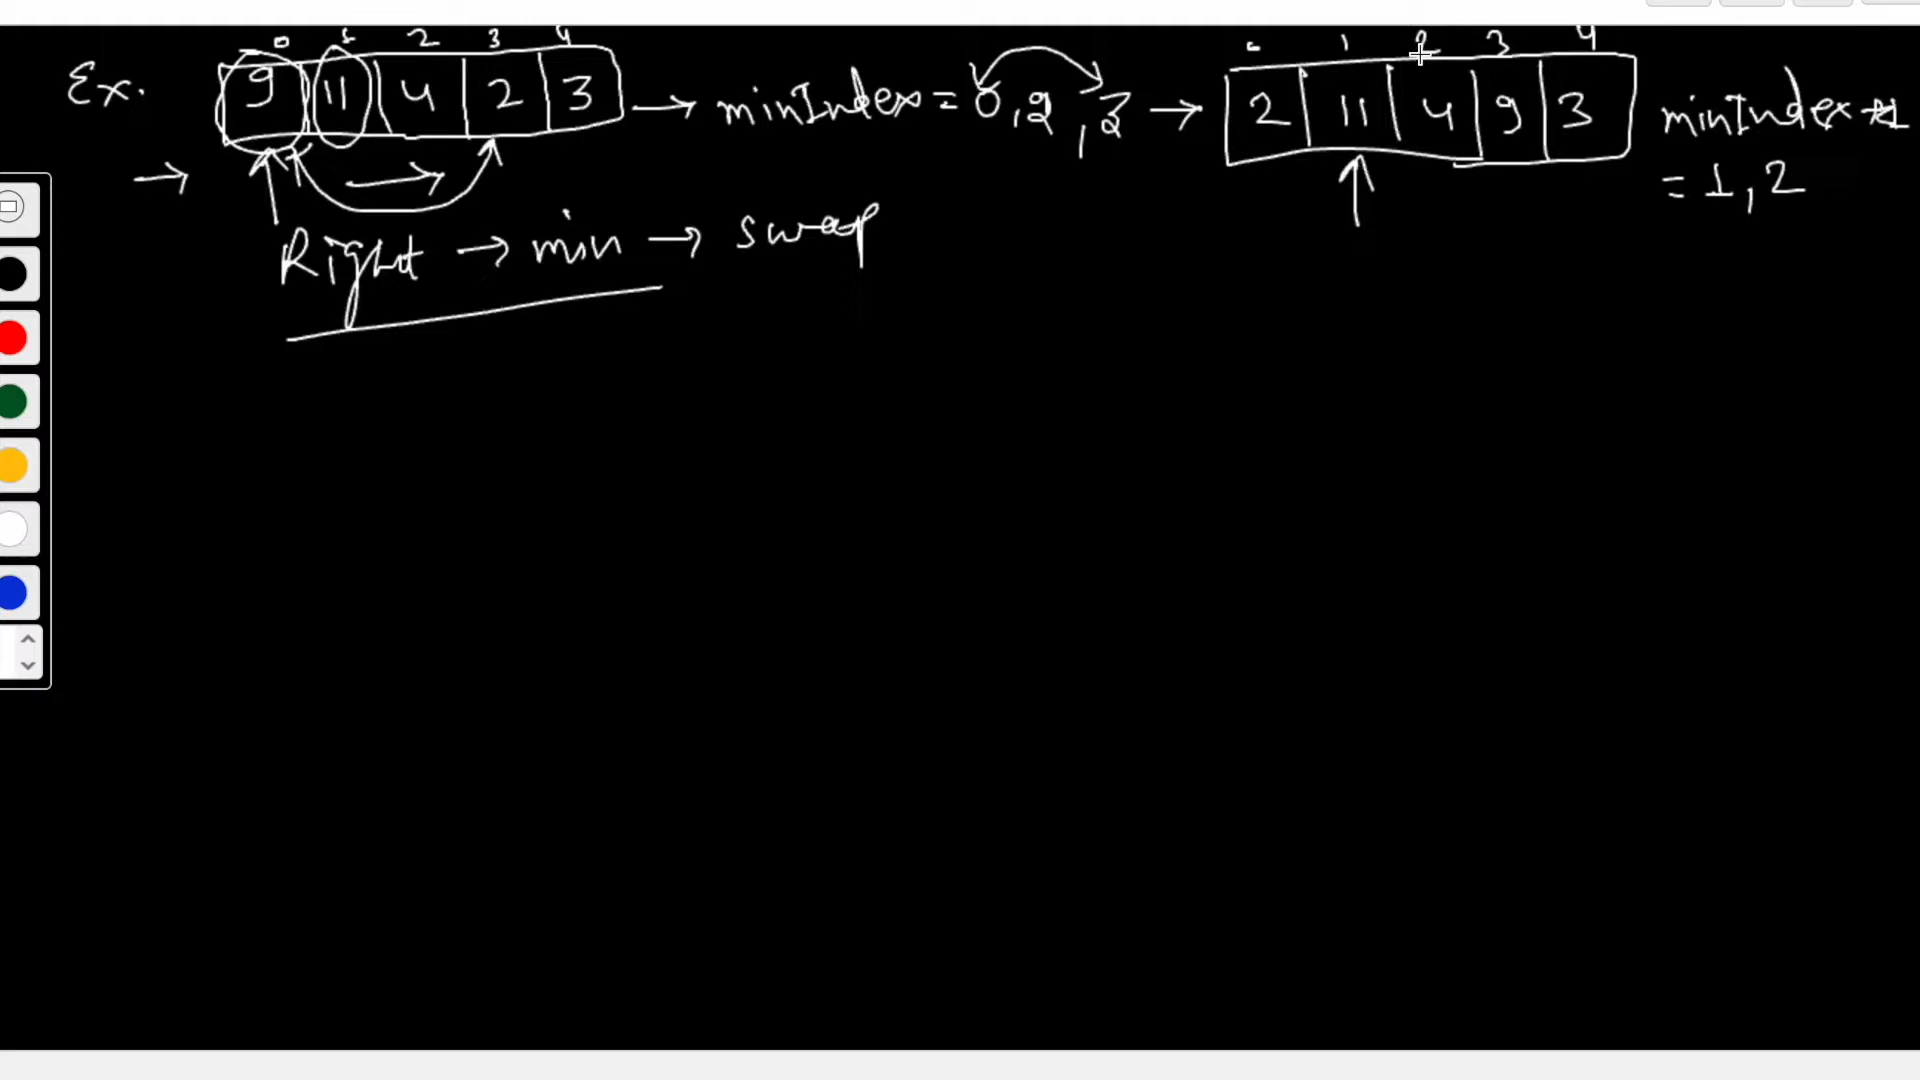 0 1 2 3 4
0 1 2 3 4
Ex. 9 11 4 2 3 → minIndex = 0,2,3 → 2 11 4 9 3 minIndex
→ = 1,2
Right → min → swap